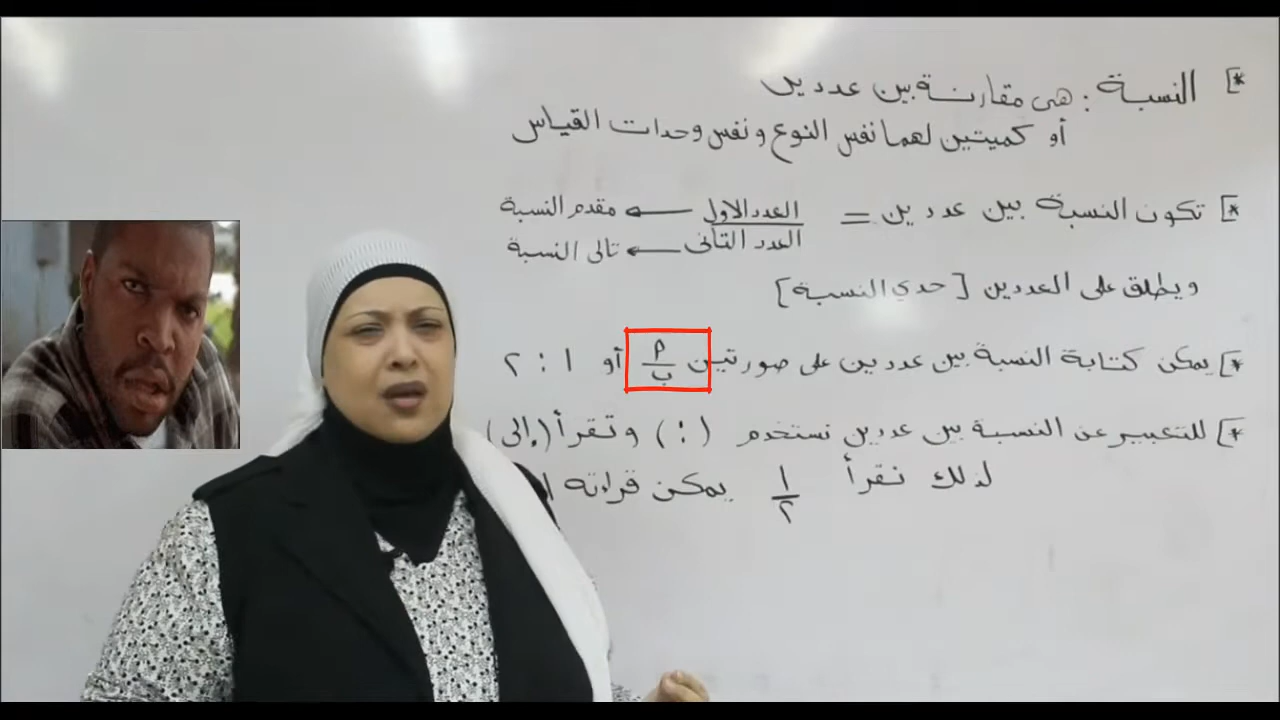 *] النسبة : هى مقارنة بين عددين
أو كميتين لهما نفس النوع ونفس وحدات القياس
*] تكون النسبة بين عددين = العدد الاول ← مقدم النسبة
العدد الثانى ← تالى النسبة
ويطلق على العددين [حدي النسبة]
*] يمكن كتابة النسبة بين عددين على صورتين م/ب أو ١ : ٢
*] للتعبير عن النسبة بين عددين نستخدم (:) وتقرأ (إلى)
لذلك نقرأ ١/٢ يمكن قراءته